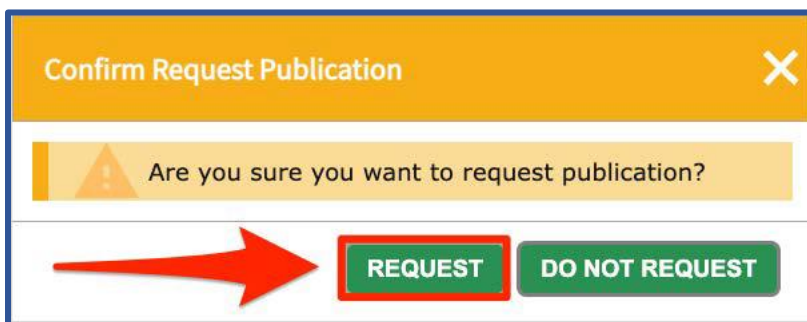 Confirm Request Publication
Are you sure you want to request publication?
REQUEST DO NOT REQUEST